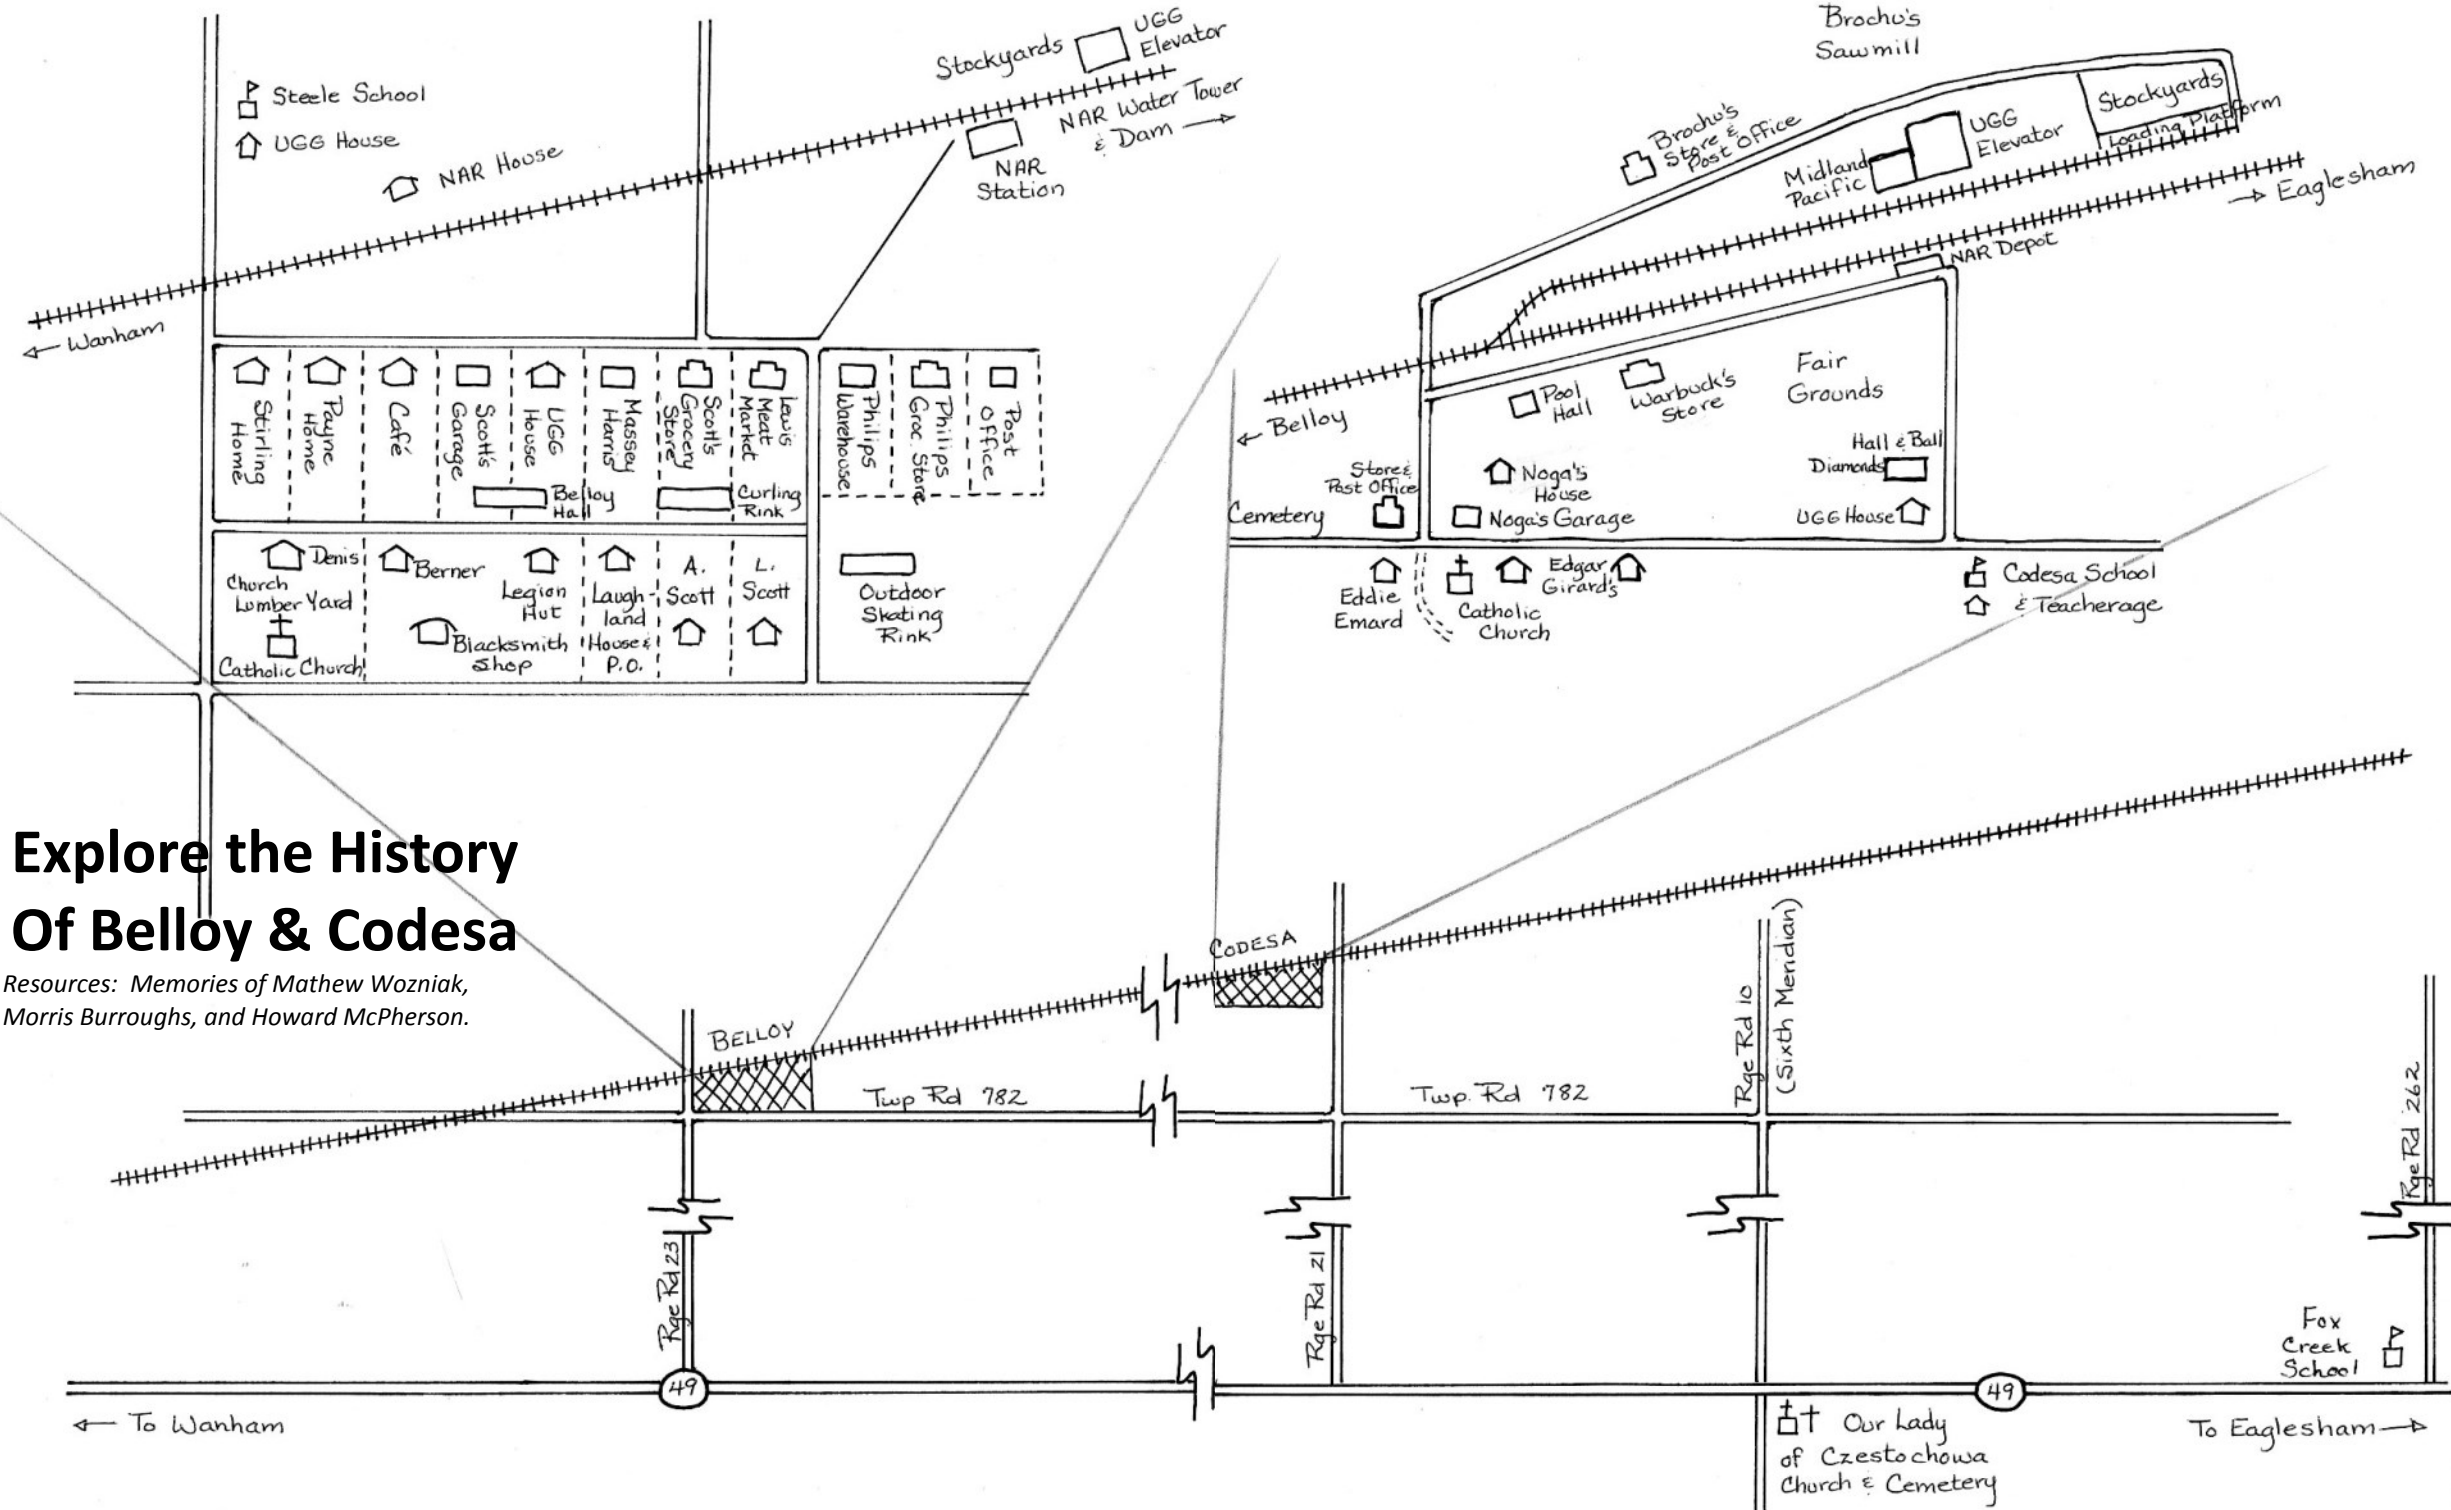 Steele School
UGG House
NAR House
Stockyards
UGG
Elevator
NAR Water Tower
& Dam →
NAR
Station
← Wanham
Stirling
Home
Payne
Home
Café
Scott's
Garage
UGG
House
Massey
Harris
Scott's
Grocery
Store
Lewis
Meat
Market
Philips
Warehouse
Philips
Groc. Store
Post
Office
Belloy
Hall
Curling
Rink
Denis
Church
Lumber Yard
Catholic Church
Berner
Blacksmith
Shop
Legion
Hut
Laugh-
land
House &
P.O.
A.
Scott
L.
Scott
Outdoor
Skating
Rink
Brochu's
Sawmill
Brochu's
Store &
Post Office
Midland
Pacific
UGG
Elevator
Stockyards
Loading Platform
→ Eaglesham
NAR Depot
← Belloy
Pool
Hall
Warbuck's
Store
Fair
Grounds
Hall & Ball
Diamonds
Store &
Post Office
Noga's
House
Cemetery
Noga's Garage
UGG House
Eddie
Emard
Catholic
Church
Edgar
Girard's
Codesa School
& Teacherage
Explore the History
Of Belloy & Codesa
Resources: Memories of Mathew Wozniak,
Morris Burroughs, and Howard McPherson.
BELLOY
CODESA
Twp Rd 782
Twp. Rd 782
Rge Rd 10
(Sixth Meridian)
Rge Rd 262
Rge Rd 23
Rge Rd 21
Fox
Creek
School
49
49
← To Wanham
Our Lady
of Czestochowa
Church & Cemetery
To Eaglesham →